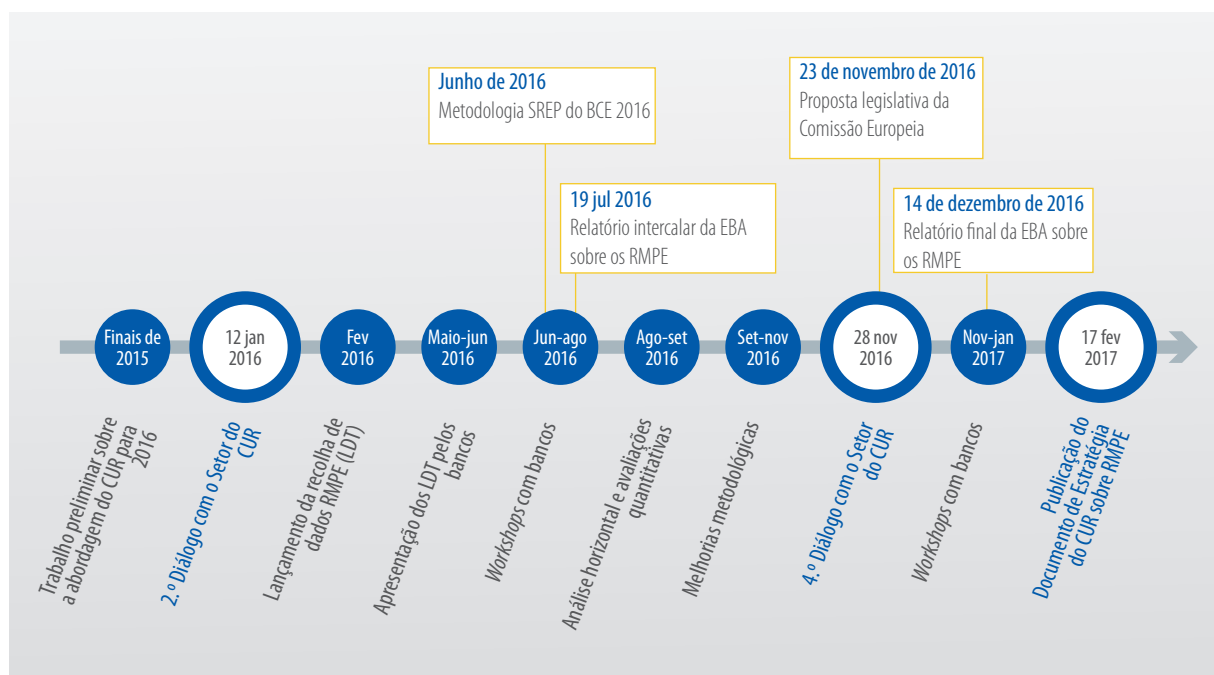 Junho de 2016
Metodologia SREP do BCE 2016
23 de novembro de 2016
Proposta legislativa da
Comissão Europeia
19 jul 2016
Relatório intercalar da EBA
sobre os RMPE
14 de dezembro de 2016
Relatório final da EBA sobre
os RMPE
Finais de
2015
12 jan
2016
Fev
2016
Maio-jun
2016
Jun-ago
2016
Ago-set
2016
Set-nov
2016
28 nov
2016
Nov-jan
2017
17 fev
2017
Trabalho preliminar sobre
a abordagem do CUR para
2016
2.º Diálogo com o Setor do
CUR
Lançamento da recolha de
dados RMPE (LDT)
Apresentação dos LDT pelos
bancos
Workshops com bancos
Análise horizontal e avaliações
quantitativas
Melhorias metodológicas
4.º Diálogo com o Setor
do CUR
Workshops com bancos
Publicação do
Documento de Estratégia
do CUR sobre RMPE